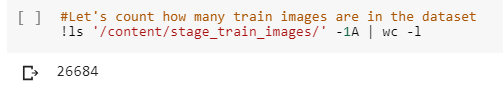 [ ] #Let's count how many train images are in the dataset
!ls '/content/stage_train_images/' -1A | wc -l
26684